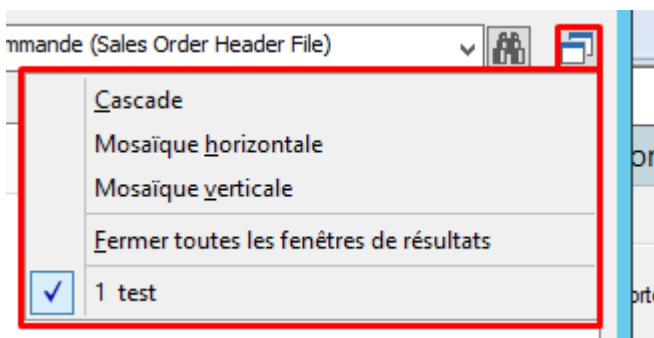 mmande (Sales Order Header File)
Cascade
Mosaïque horizontale
Mosaïque verticale
Fermer toutes les fenêtres de résultats
1 test